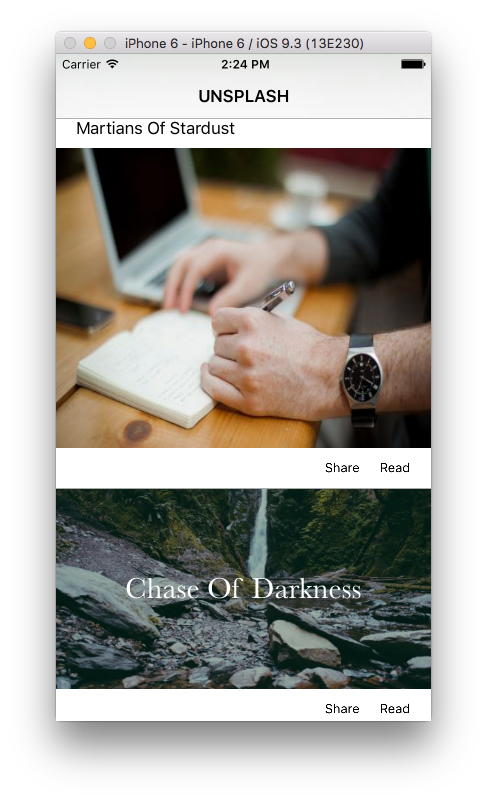 iPhone 6 - iPhone 6 / iOS 9.3 (13E230)
Carrier 2:24 PM
UNSPLASH
Martians Of Stardust
Share Read
Chase Of Darkness
Share Read